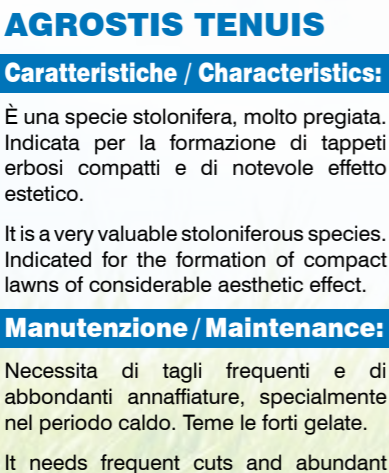 AGROSTIS TENUIS
Caratteristiche / Characteristics:
È una specie stolonifera, molto pregiata.
Indicata per la formazione di tappeti
erbosi compatti e di notevole effetto
estetico.
It is a very valuable stoloniferous species.
Indicated for the formation of compact
lawns of considerable aesthetic effect.
Manutenzione / Maintenance:
Necessita di tagli frequenti e di
abbondanti annaffiature, specialmente
nel periodo caldo. Teme le forti gelate.
It needs frequent cuts and abundant